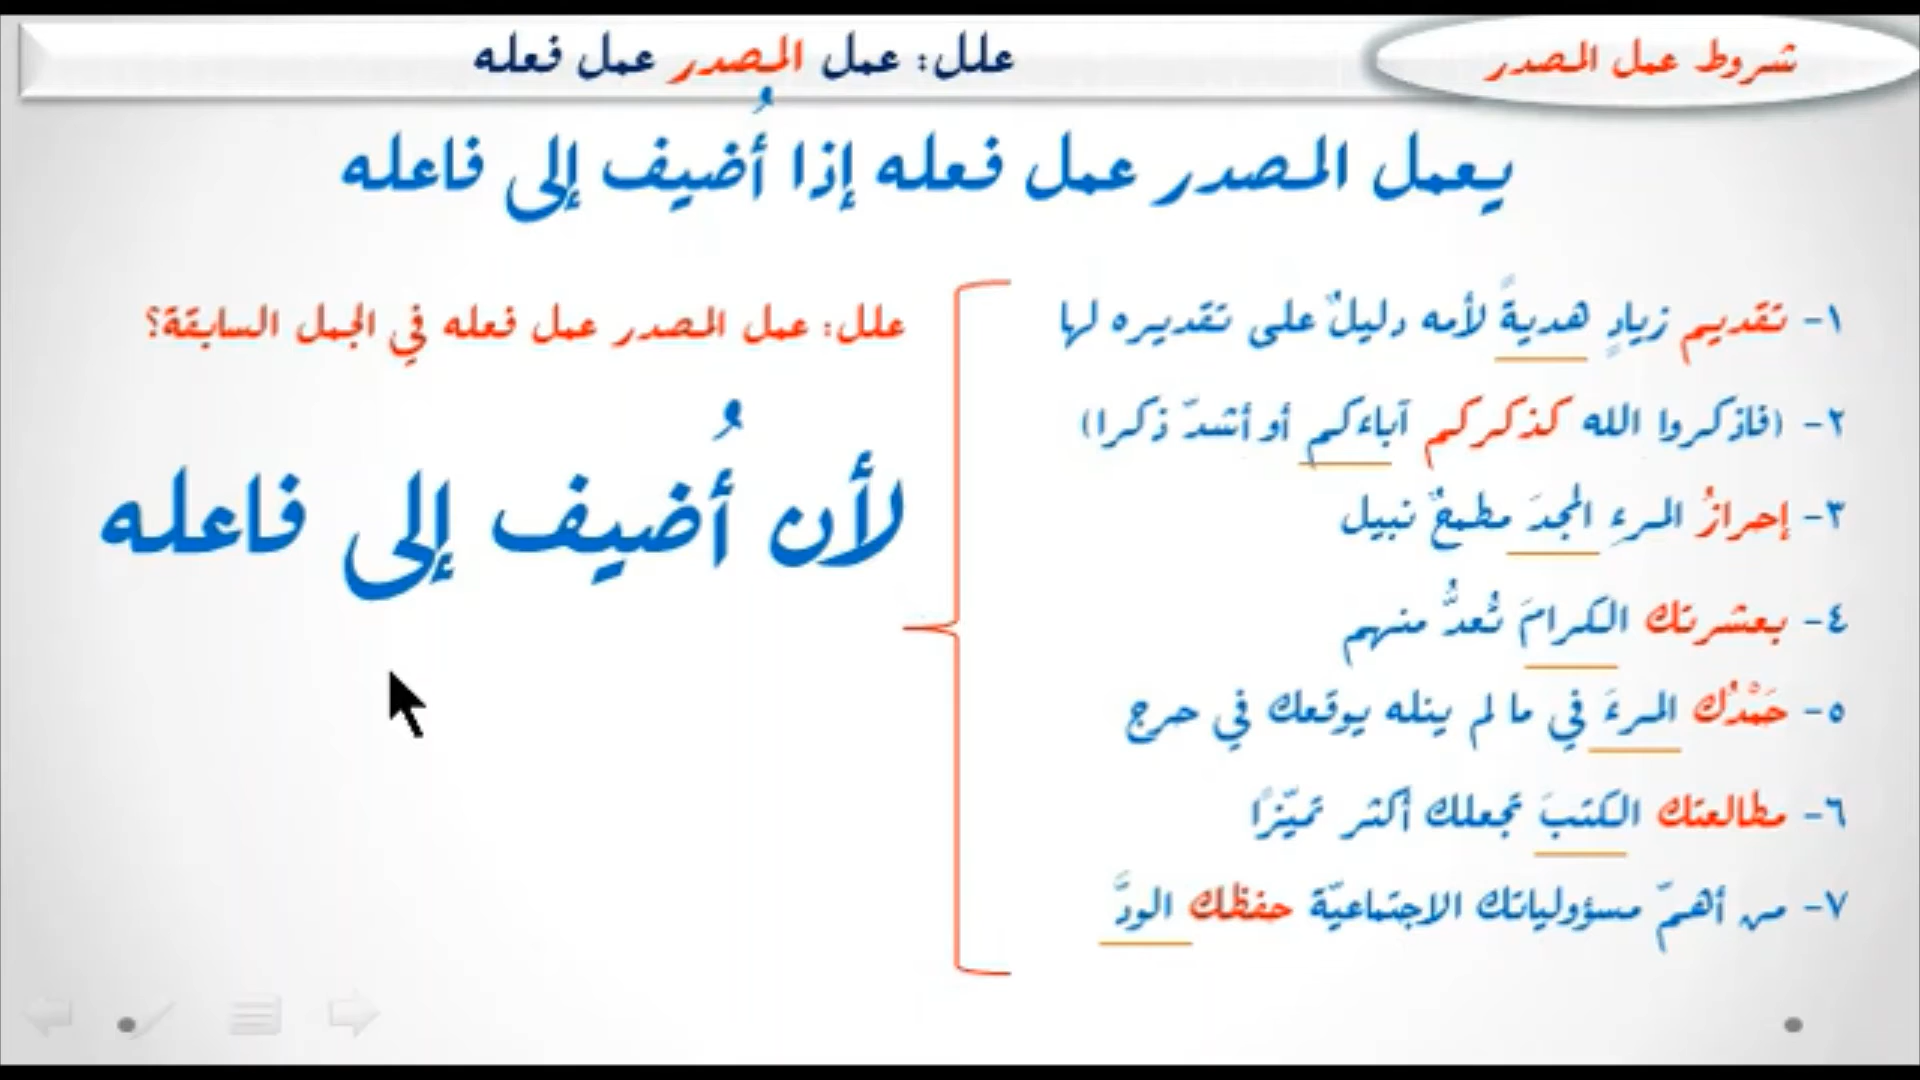 شروط عمل المصدر
علل: عمل المصدر عمل فعله
يعمل المصدر عمل فعله إذا أُضيف إلى فاعله
١- تقديم زيادٍ هديةً لأمه دليلٌ على تقديره لها
٢- (فاذكروا الله كذكركم آباءكم أو أشدّ ذكرا)
٣- إحرازُ المرءِ المجدَ مطمحٌ نبيل
٤- بعشرتك الكرامَ تُعدُّ منهم
٥- حَمْدُك المرءَ في ما لم ينله يوقعك في حرج
٦- مطالعتك الكتبَ تجعلك أكثر تميّزًا
٧- من أهمّ مسؤولياتك الاجتماعيّة حفظك الودَّ
علل: عمل المصدر عمل فعله في الجمل السابقة؟
لأن أُضيف إلى فاعله